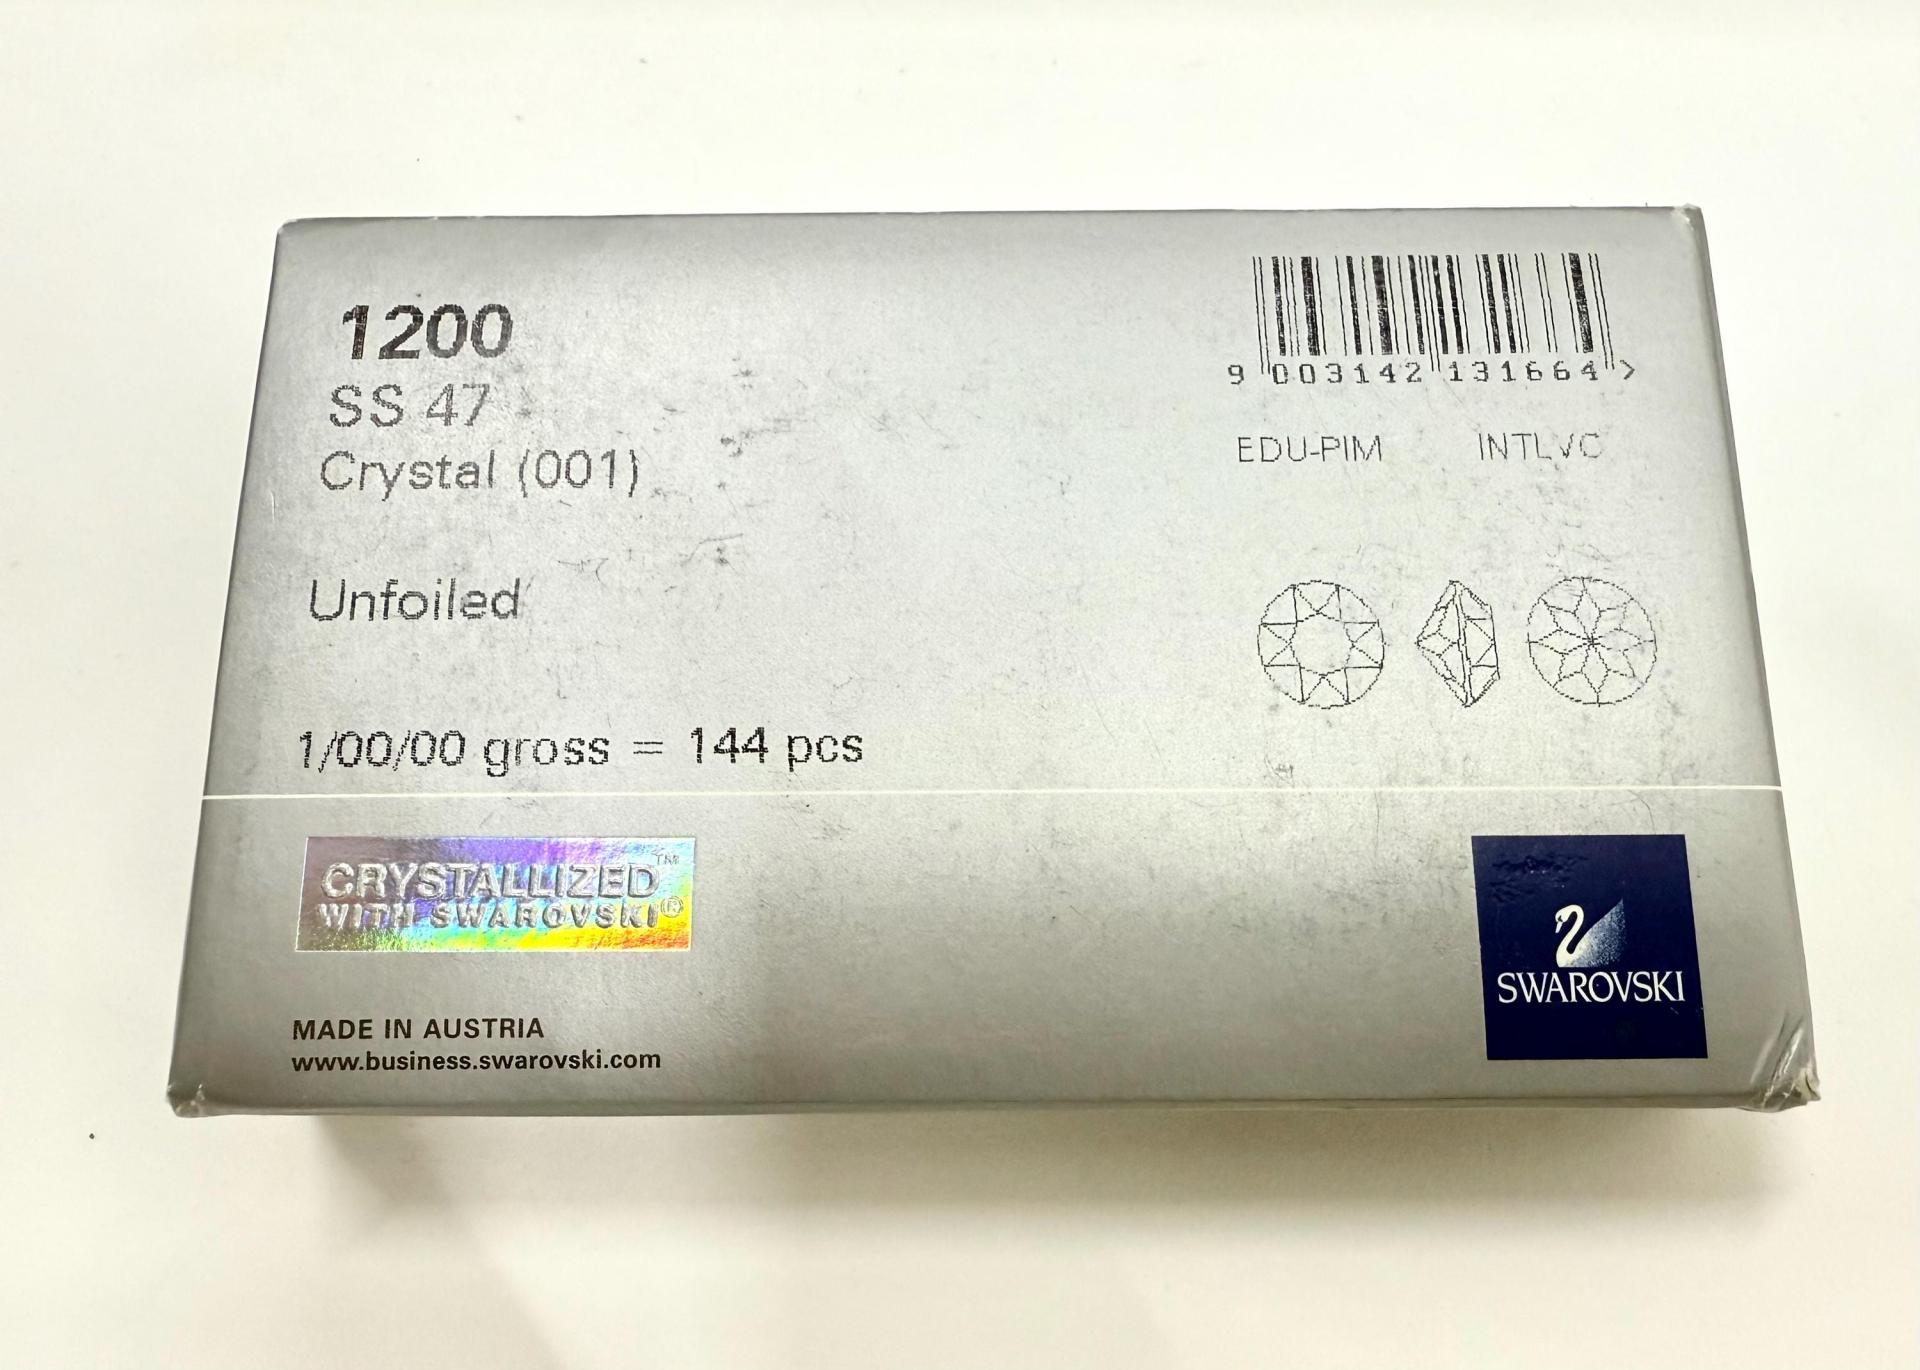 1200
SS 47
Crystal (001)
Unfoiled
1/00/00 gross = 144 pcs
9 003142 131664 >
EDU-PIM INTLVC
CRYSTALLIZED™
WITH SWAROVSKI®
MADE IN AUSTRIA
www.business.swarovski.com
SWAROVSKI